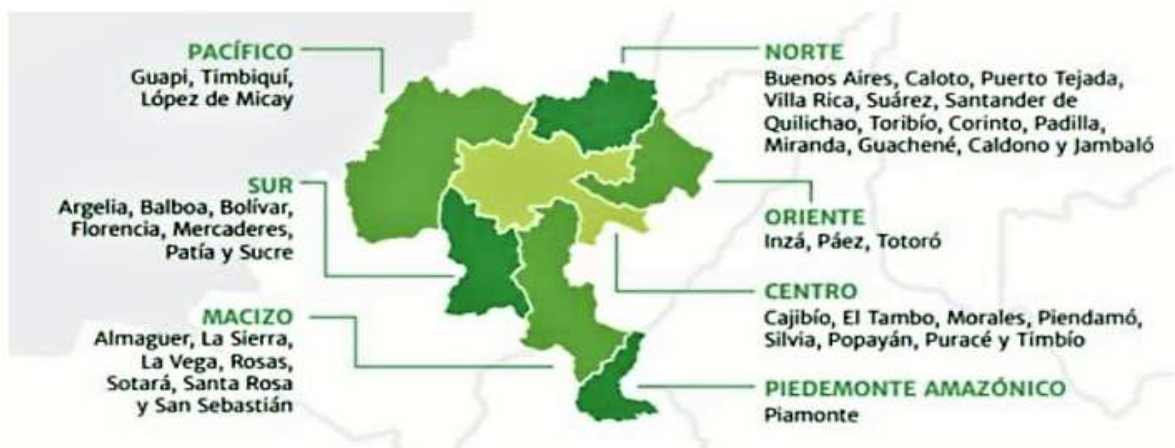 PACÍFICO
Guapi, Timbiquí,
López de Micay
SUR
Argelia, Balboa, Bolívar,
Florencia, Mercaderes,
Patía y Sucre
MACIZO
Almaguer, La Sierra,
La Vega, Rosas,
Sotará, Santa Rosa
y San Sebastián
NORTE
Buenos Aires, Caloto, Puerto Tejada,
Villa Rica, Suárez, Santander de
Quilichao, Toribío, Corinto, Padilla,
Miranda, Guachené, Caldono y Jambaló
ORIENTE
Inzá, Páez, Totoró
CENTRO
Cajibío, El Tambo, Morales, Piendamó,
Silvia, Popayán, Puracé y Timbío
PIEDEMONTE AMAZÓNICO
Piamonte